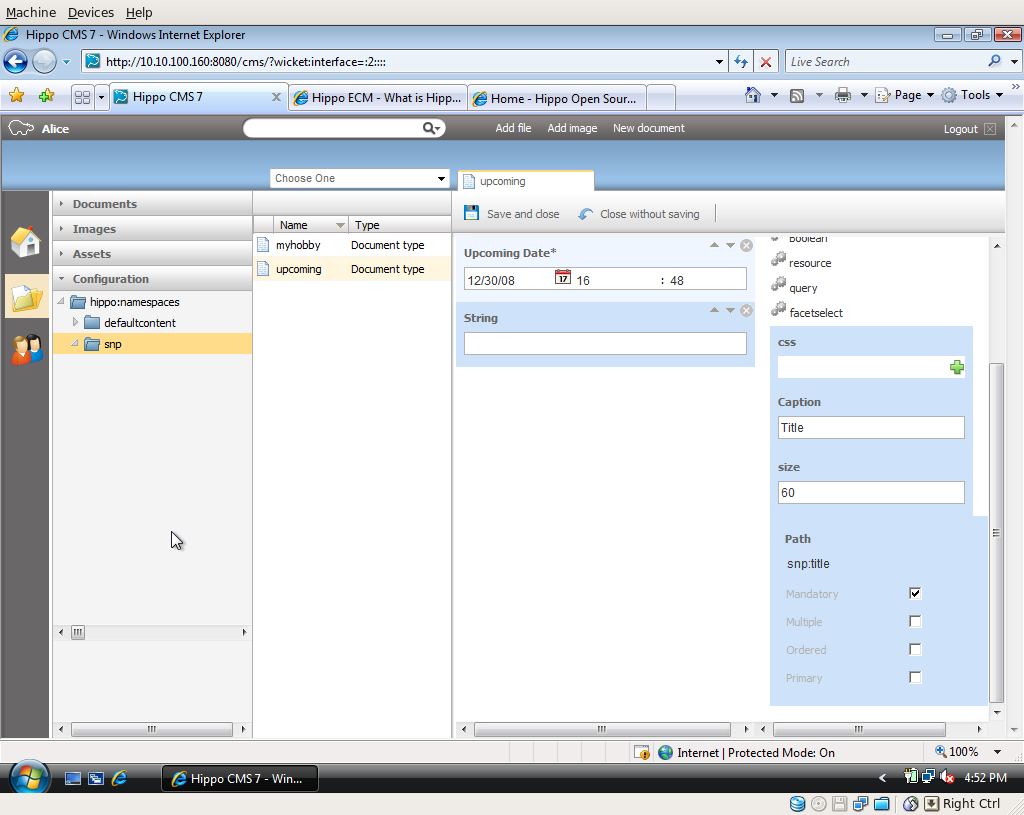 Machine Devices Help
Hippo CMS 7 - Windows Internet Explorer
http://10.10.100.160:8080/cms/?wicket:interface=:2::::
Live Search
Hippo CMS 7
Hippo ECM - What is Hipp...
Home - Hippo Open Sour...
Page
Tools
Alice
Add file Add image New document
Logout
Choose One
upcoming
Save and close Close without saving
Documents
Images
Assets
Configuration
hippo:namespaces
defaultcontent
snp
Name Type
myhobby Document type
upcoming Document type
Upcoming Date*
12/30/08 17 16 : 48
String
Boolean
resource
query
facetselect
css
Caption
Title
size
60
Path
snp:title
Mandatory
Multiple
Ordered
Primary
Internet | Protected Mode: On
100%
Hippo CMS 7 - Win...
4:52 PM
Right Ctrl